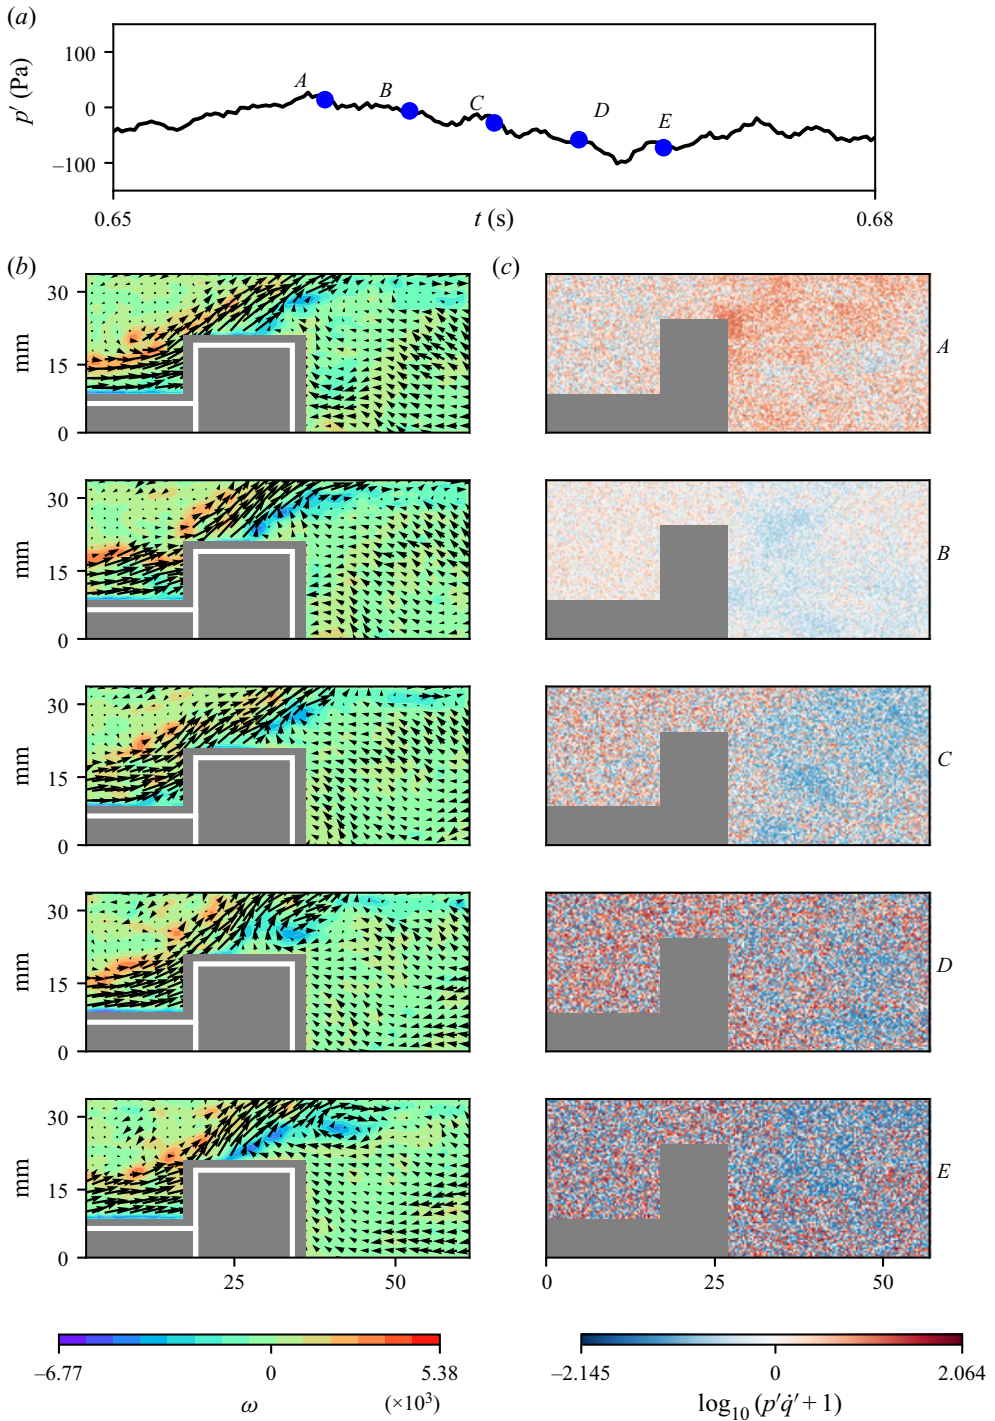 (a)
100
0
−100
p′ (Pa)
A
B
C
D
E
0.65
t (s)
0.68
(b)
(c)
30
15
0
mm
A
30
15
0
mm
B
30
15
0
mm
C
30
15
0
mm
D
30
15
0
mm
E
25
50
0
25
50
−6.77
0
5.38
(×10³)
ω
−2.145
0
2.064
log₁₀ (p′q̇′ + 1)